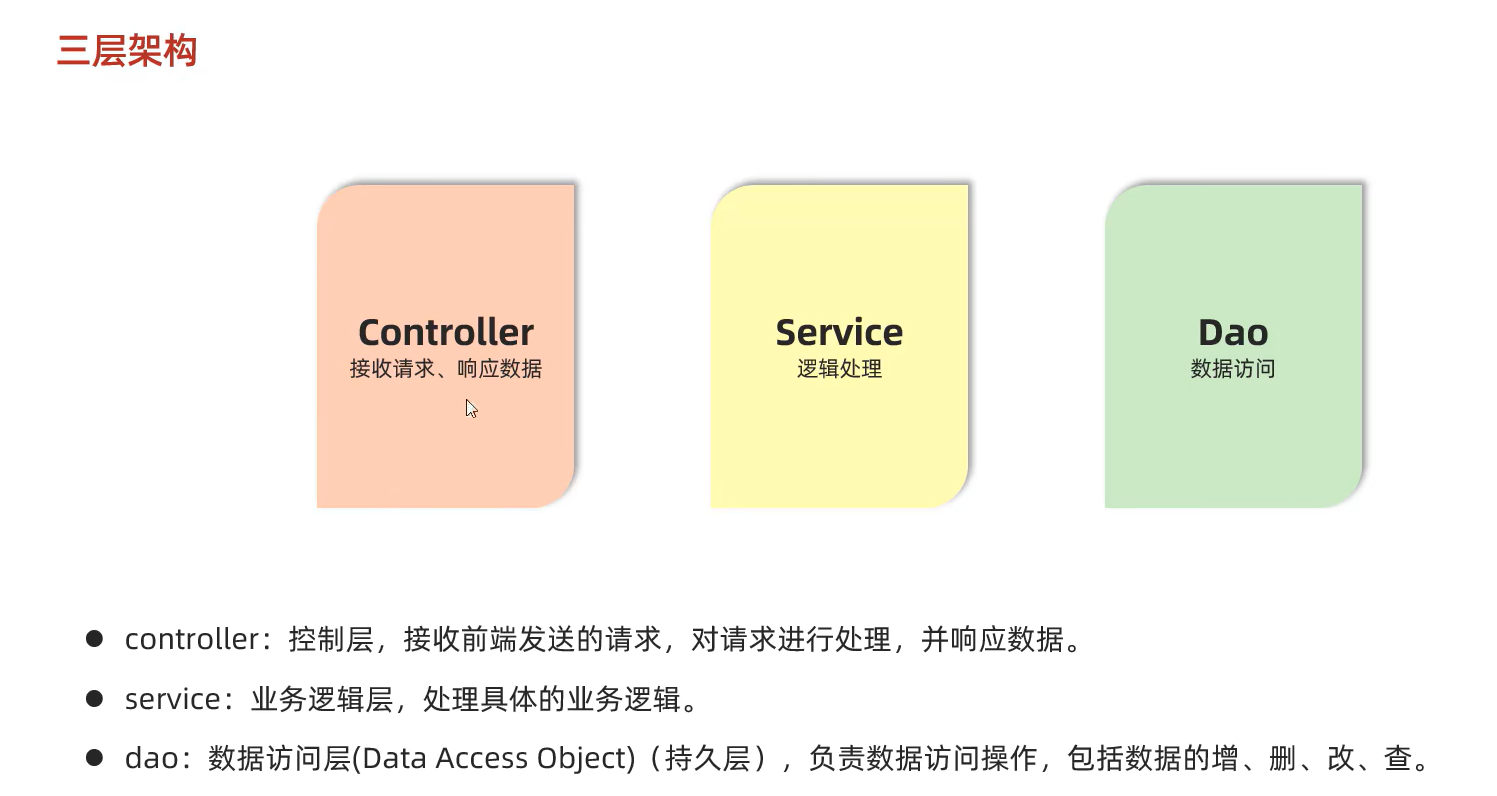 三层架构
Controller
接收请求、响应数据
Service
逻辑处理
Dao
数据访问
controller：控制层，接收前端发送的请求，对请求进行处理，并响应数据。
service：业务逻辑层，处理具体的业务逻辑。
dao：数据访问层(Data Access Object)（持久层），负责数据访问操作，包括数据的增、删、改、查。